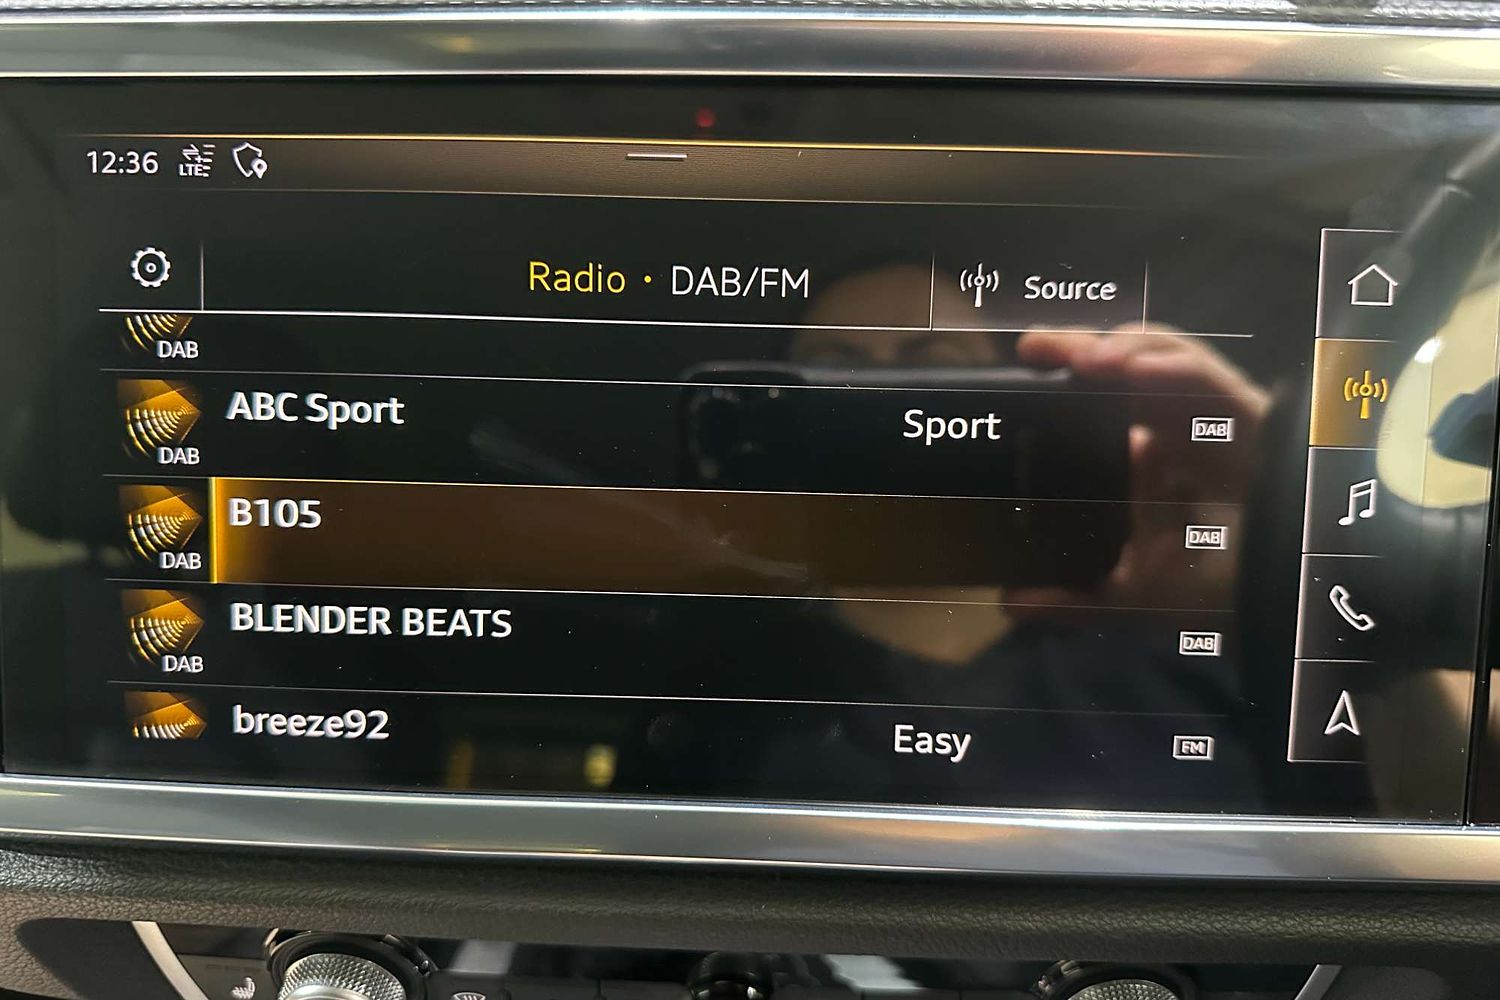 12:36 LTE
Radio • DAB/FM Source
DAB
ABC Sport Sport DAB
DAB
B105 DAB
DAB
BLENDER BEATS DAB
DAB
breeze92 Easy FM